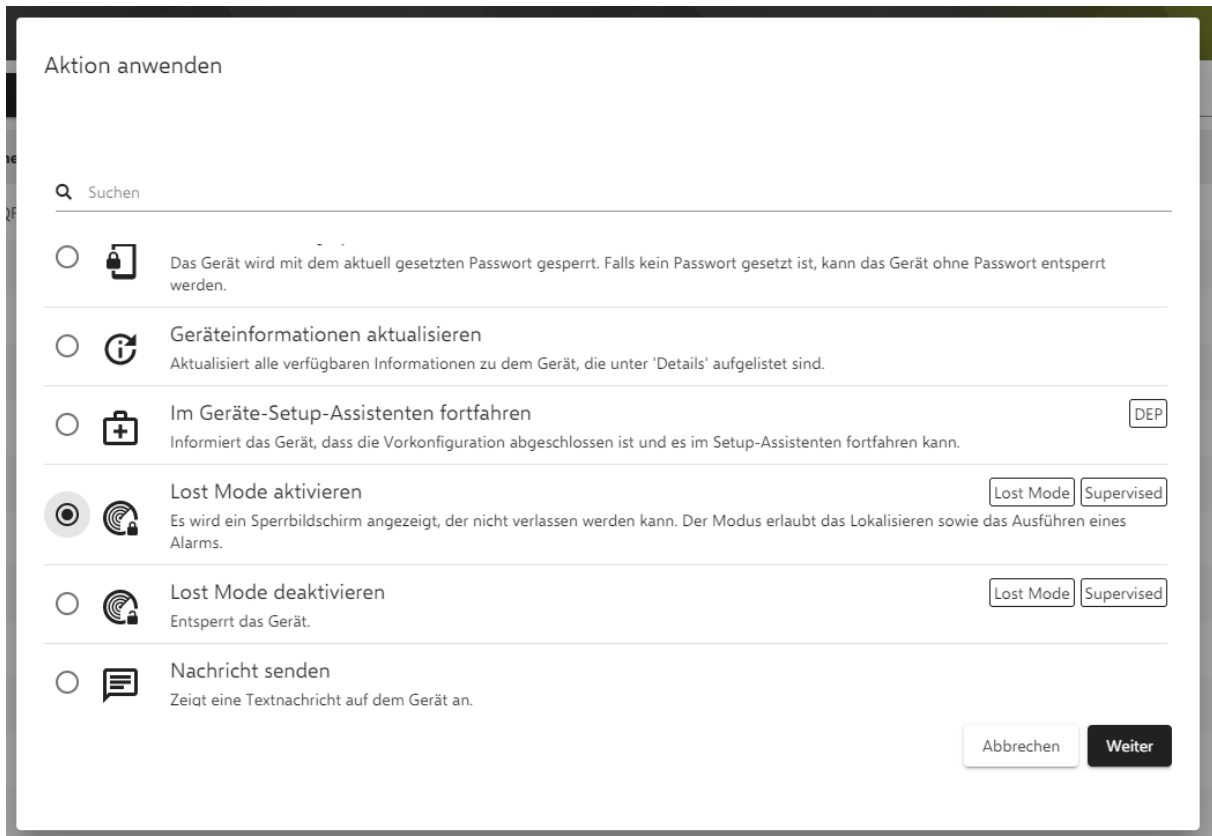 Aktion anwenden
Suchen
Das Gerät wird mit dem aktuell gesetzten Passwort gesperrt. Falls kein Passwort gesetzt ist, kann das Gerät ohne Passwort entsperrt
werden.
Geräteinformationen aktualisieren
Aktualisiert alle verfügbaren Informationen zu dem Gerät, die unter 'Details' aufgelistet sind.
Im Geräte-Setup-Assistenten fortfahren
DEP
Informiert das Gerät, dass die Vorkonfiguration abgeschlossen ist und es im Setup-Assistenten fortfahren kann.
Lost Mode aktivieren
Lost Mode Supervised
Es wird ein Sperrbildschirm angezeigt, der nicht verlassen werden kann. Der Modus erlaubt das Lokalisieren sowie das Ausführen eines
Alarms.
Lost Mode deaktivieren
Lost Mode Supervised
Entsperrt das Gerät.
Nachricht senden
Zeigt eine Textnachricht auf dem Gerät an.
Abbrechen Weiter